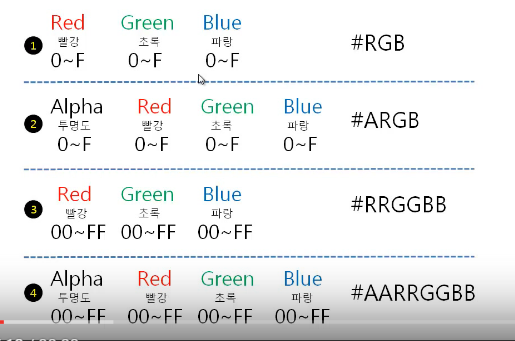 Red Green Blue
빨강 초록 파랑
1 0~F 0~F 0~F #RGB
Alpha Red Green Blue
투명도 빨강 초록 파랑
2 0~F 0~F 0~F 0~F #ARGB
Red Green Blue
빨강 초록 파랑
3 00~FF 00~FF 00~FF #RRGGBB
Alpha Red Green Blue
투명도 빨강 초록 파랑
4 00~FF 00~FF 00~FF 00~FF #AARRGGBB